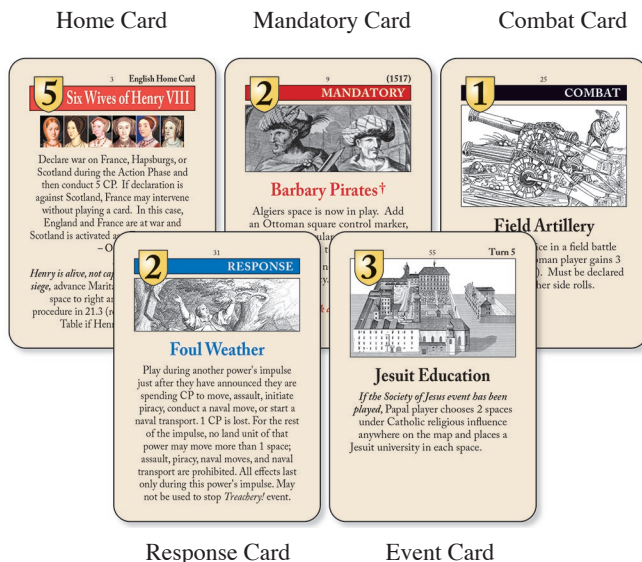 Home Card
Mandatory Card
Combat Card
3 English Home Card
5 Six Wives of Henry VIII
Declare war on France, Hapsburgs, or
Scotland during the Action Phase and
then conduct 5 CP. If declaration is
against Scotland, France may intervene
without playing a card. In this case,
England and France are at war and
Scotland is activated
– O
Henry is alive, not
siege, advance
space to right
procedure in 21.3
Table if
9 (1517)
2 MANDATORY
Barbary Pirates†
Algiers space is now in play. Add
an Ottoman square control marker,
25
1 COMBAT
Field Artillery
in a field battle
player gains 3
Must be declared
side rolls.
31
2 RESPONSE
Foul Weather
Play during another power's impulse
just after they have announced they are
spending CP to move, assault, initiate
piracy, conduct a naval move, or start a
naval transport. 1 CP is lost. For the rest
of the impulse, no land unit of that
power may move more than 1 space;
assault, piracy, naval moves, and naval
transport are prohibited. All effects last
only during this power's impulse. May
not be used to stop Treachery! event.
55 Turn 5
3
Jesuit Education
If the Society of Jesus event has been
played, Papal player chooses 2 spaces
under Catholic religious influence
anywhere on the map and places a
Jesuit university in each space.
Response Card
Event Card